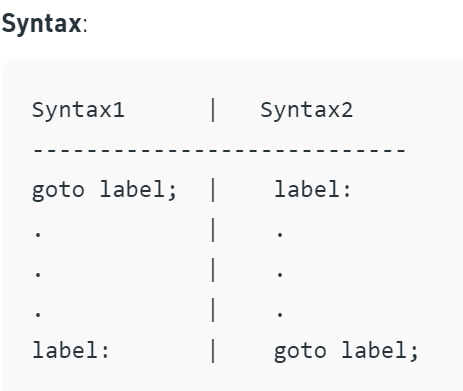 Syntax:
Syntax1 | Syntax2
----------------------------
goto label; | label:
. | .
. | .
. | .
label: | goto label;